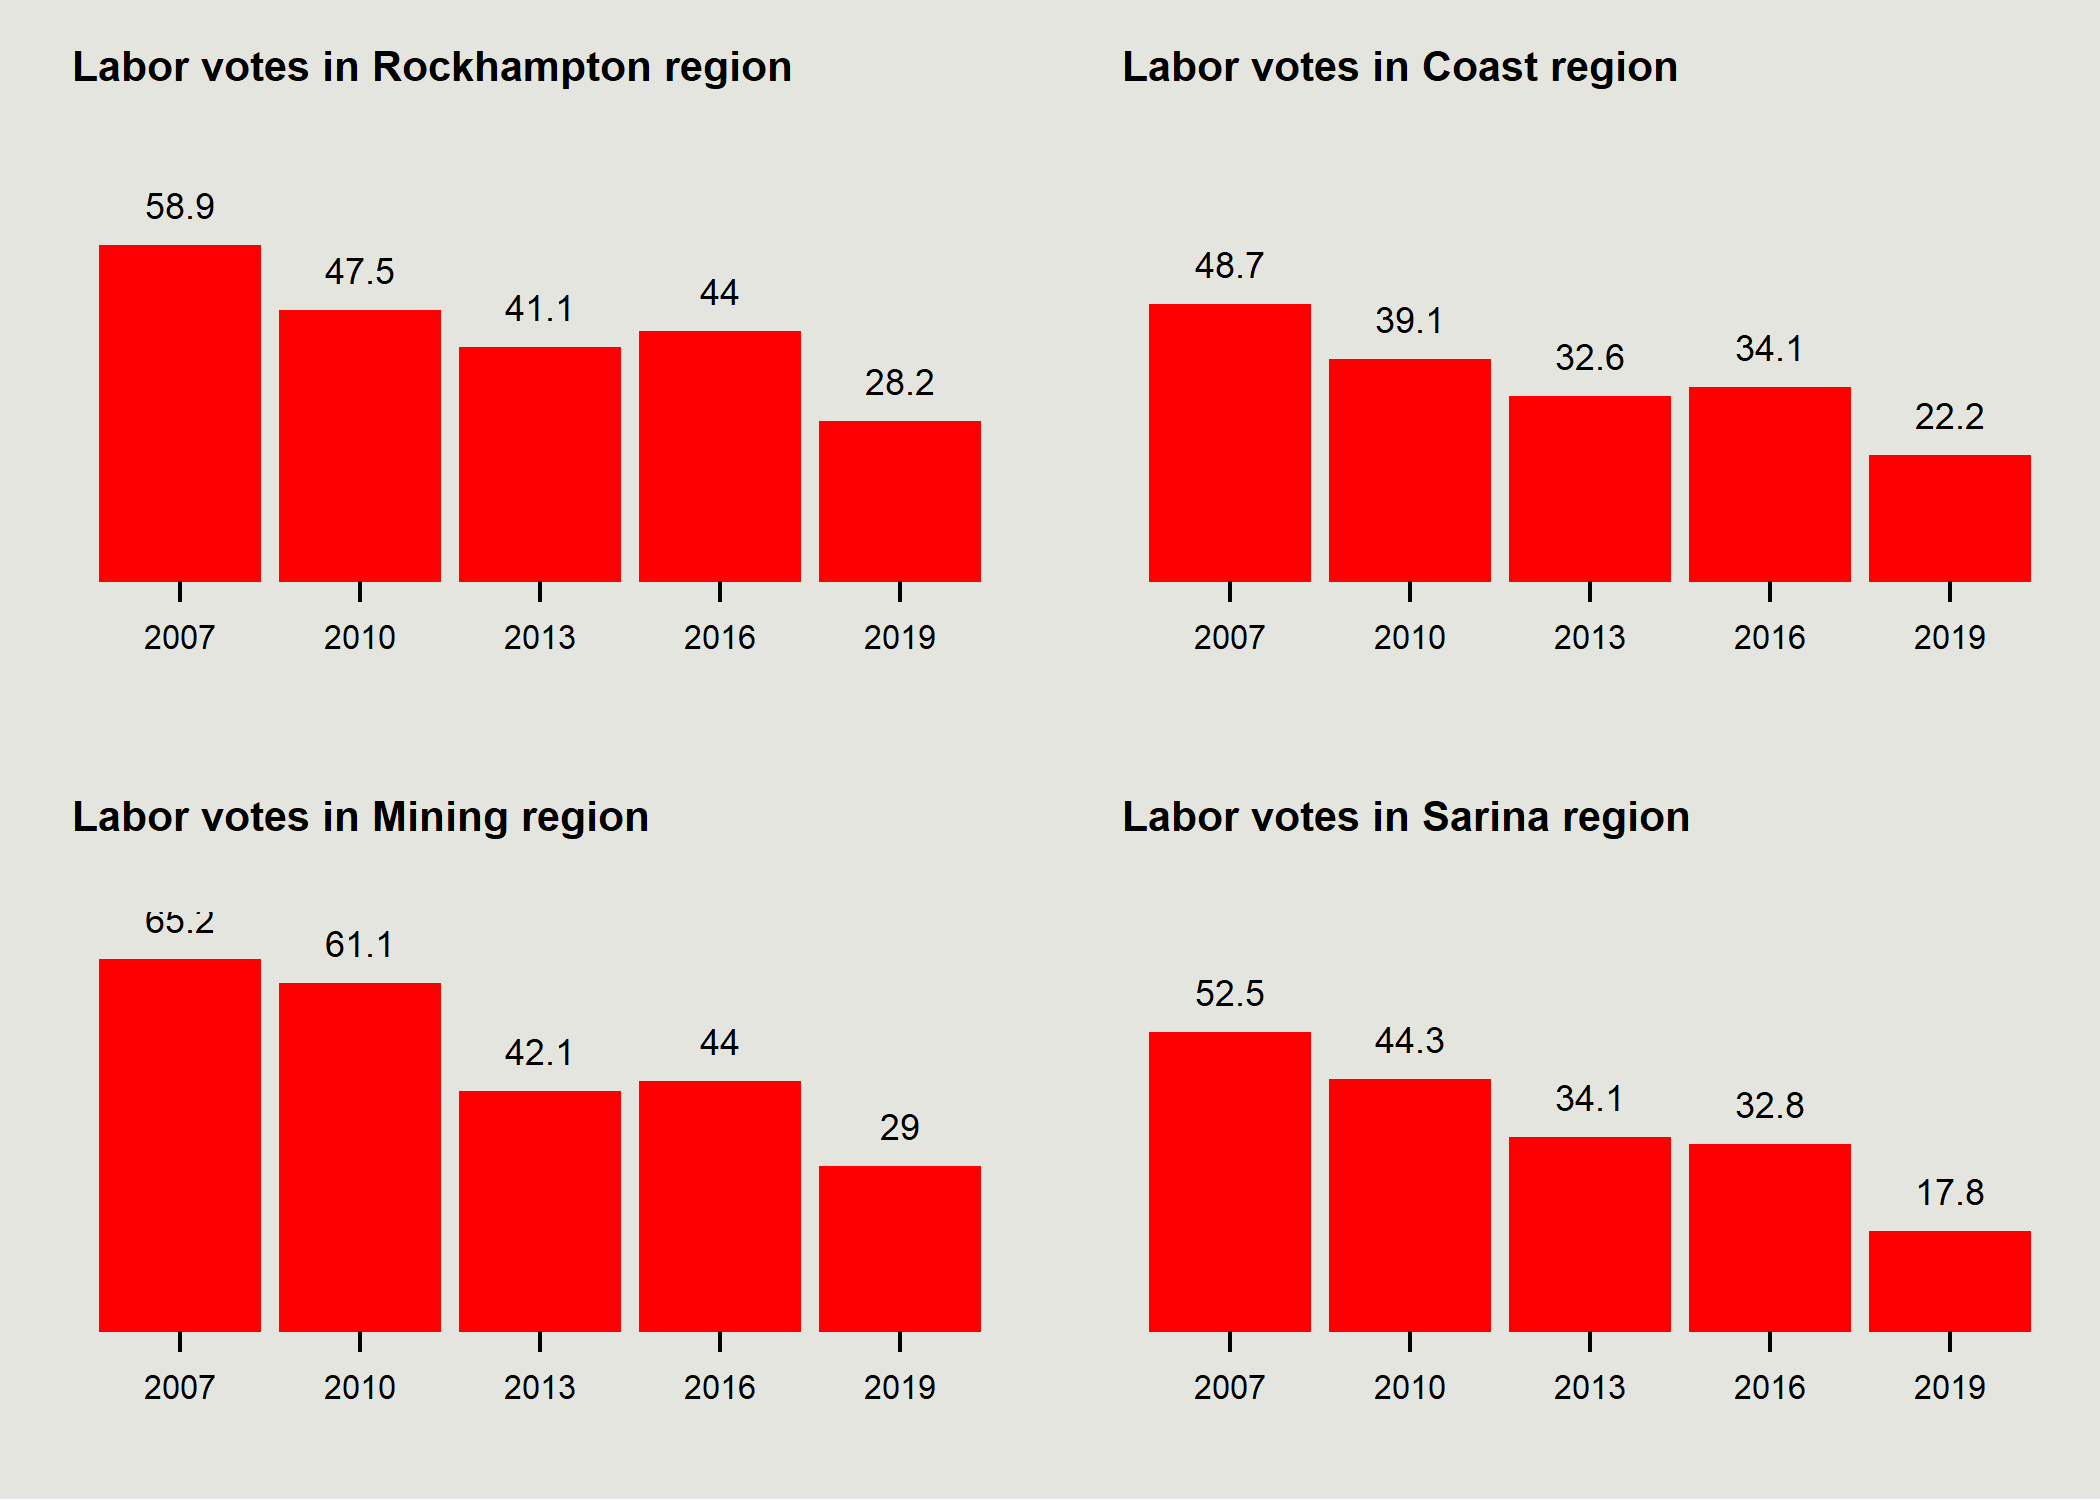 Labor votes in Rockhampton region
58.9
47.5
41.1
44
28.2
2007 2010 2013 2016 2019
Labor votes in Coast region
48.7
39.1
32.6
34.1
22.2
2007 2010 2013 2016 2019
Labor votes in Mining region
65.2
61.1
42.1
44
29
2007 2010 2013 2016 2019
Labor votes in Sarina region
52.5
44.3
34.1
32.8
17.8
2007 2010 2013 2016 2019